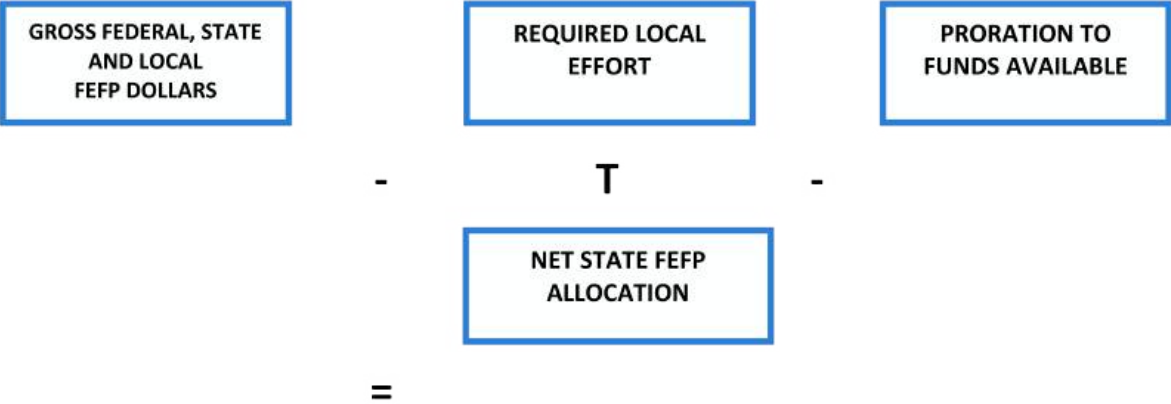 GROSS FEDERAL, STATE
AND LOCAL
FEFP DOLLARS
REQUIRED LOCAL
EFFORT
PRORATION TO
FUNDS AVAILABLE
- T -
NET STATE FEFP
ALLOCATION
=